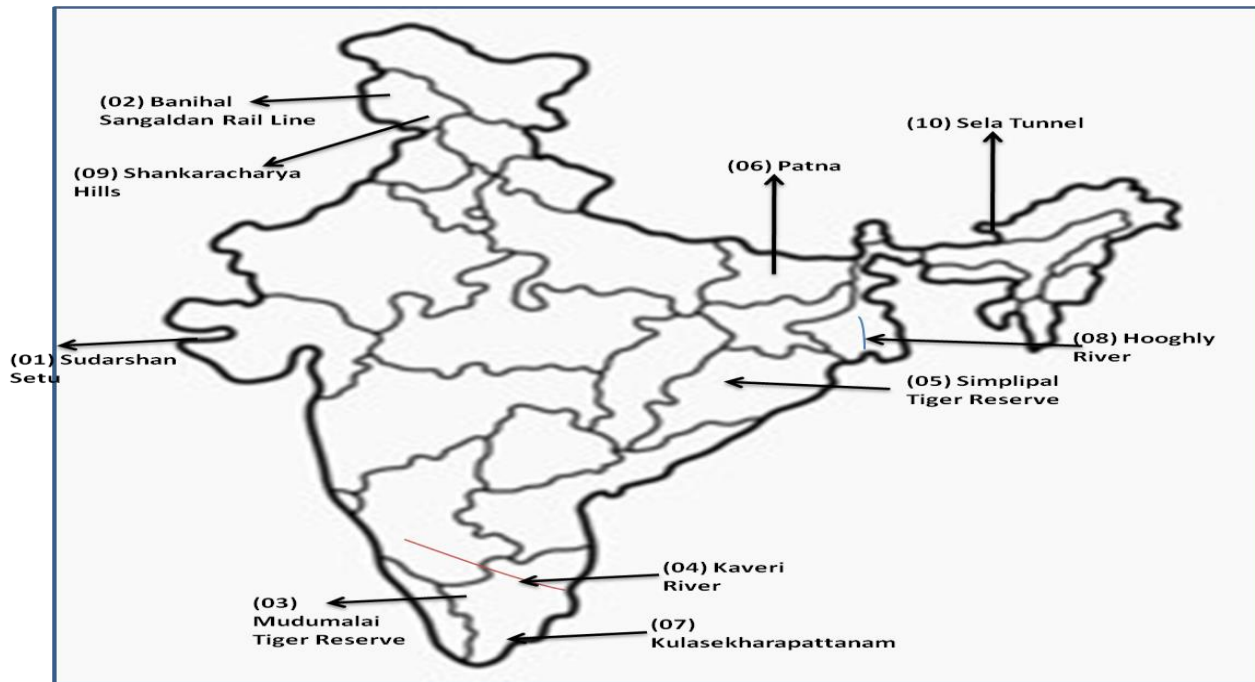 (02) Banihal
Sangaldan Rail Line
(10) Sela Tunnel
(06) Patna
(09) Shankaracharya
Hills
(01) Sudarshan
Setu
(08) Hooghly
River
(05) Simplipal
Tiger Reserve
(04) Kaveri
River
(03)
Mudumalai
Tiger Reserve
(07)
Kulasekharapattanam